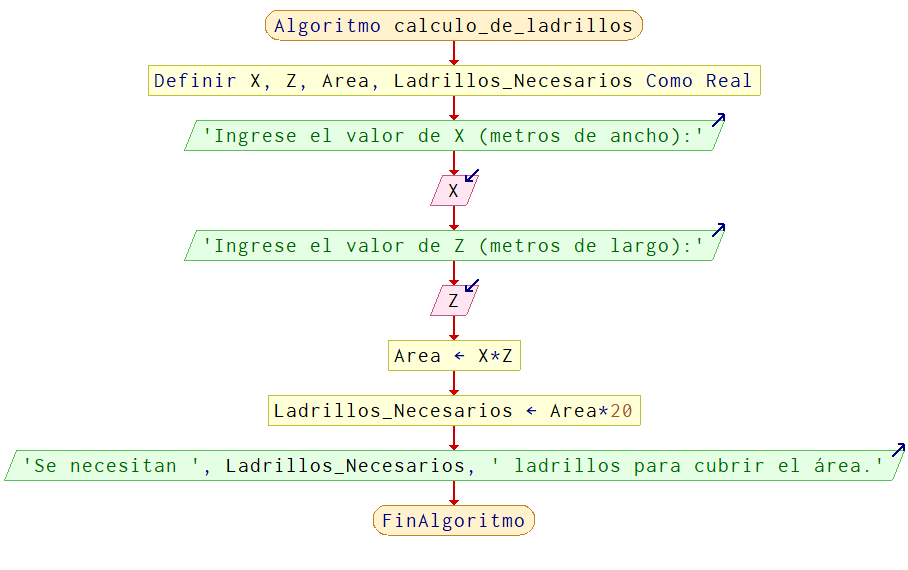 Algoritmo calculo_de_ladrillos
Definir X, Z, Area, Ladrillos_Necesarios Como Real
'Ingrese el valor de X (metros de ancho):'
X
'Ingrese el valor de Z (metros de largo):'
Z
Area ← X*Z
Ladrillos_Necesarios ← Area*20
'Se necesitan ', Ladrillos_Necesarios, ' ladrillos para cubrir el área.'
FinAlgoritmo